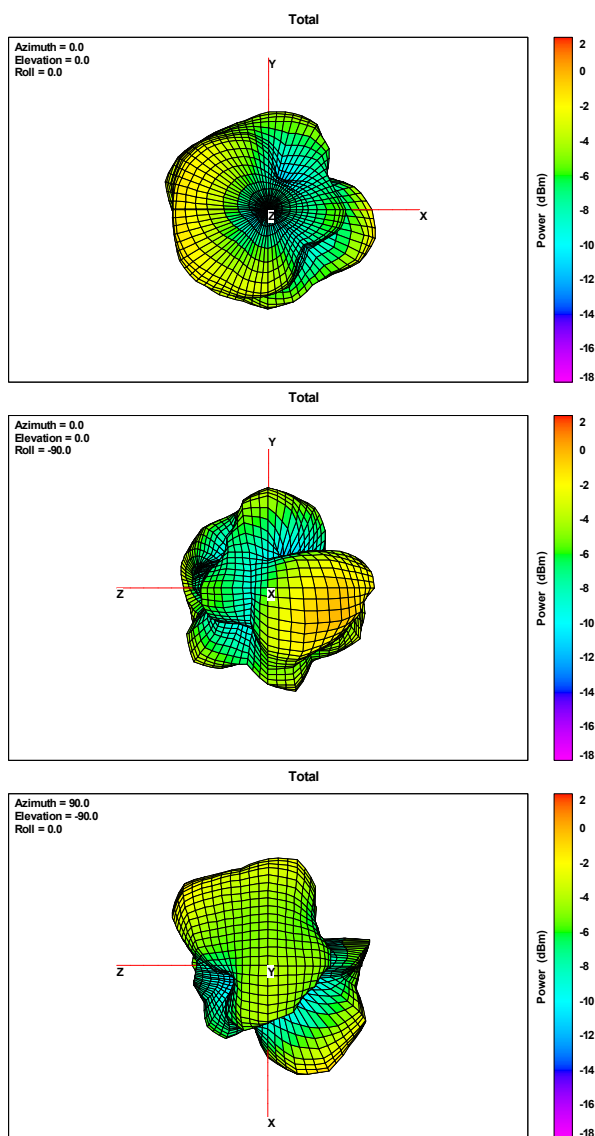 Total
Azimuth = 0.0
Elevation = 0.0
Roll = 0.0
Y
Z
X
2
0
-2
-4
-6
-8
-10
-12
-14
-16
-18
Power (dBm)
Total
Azimuth = 0.0
Elevation = 0.0
Roll = -90.0
Y
Z
X
2
0
-2
-4
-6
-8
-10
-12
-14
-16
-18
Power (dBm)
Total
Azimuth = 90.0
Elevation = -90.0
Roll = 0.0
Z
Y
X
2
0
-2
-4
-6
-8
-10
-12
-14
-16
-18
Power (dBm)